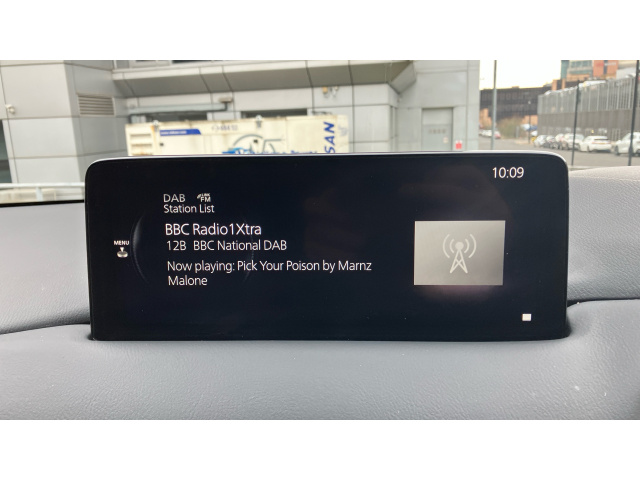 10:09
DAB LINK FM
Station List
BBC Radio1Xtra
MENU
12B BBC National DAB
Now playing: Pick Your Poison by Marnz
Malone